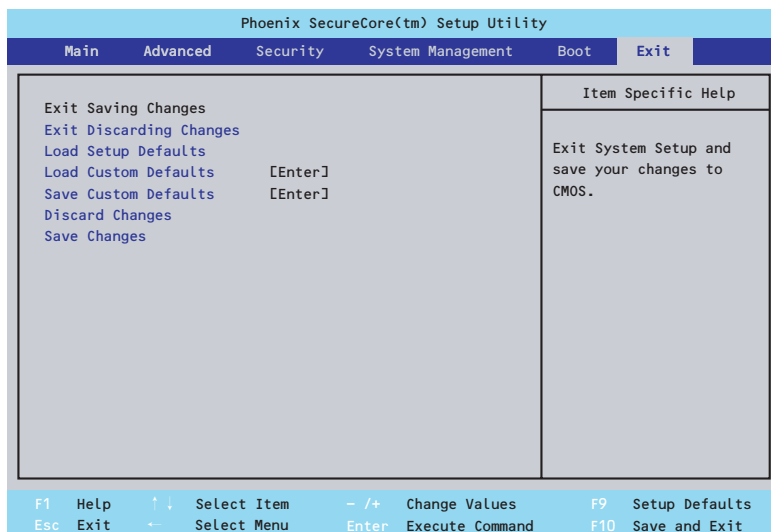 Phoenix SecureCore(tm) Setup Utility
Main Advanced Security System Management Boot Exit
Item Specific Help
Exit Saving Changes
Exit Discarding Changes
Load Setup Defaults
Load Custom Defaults [Enter]
Save Custom Defaults [Enter]
Discard Changes
Save Changes
Exit System Setup and
save your changes to
CMOS.
F1 Help ↑↓ Select Item – /+ Change Values F9 Setup Defaults
Esc Exit ← Select Menu Enter Execute Command F10 Save and Exit